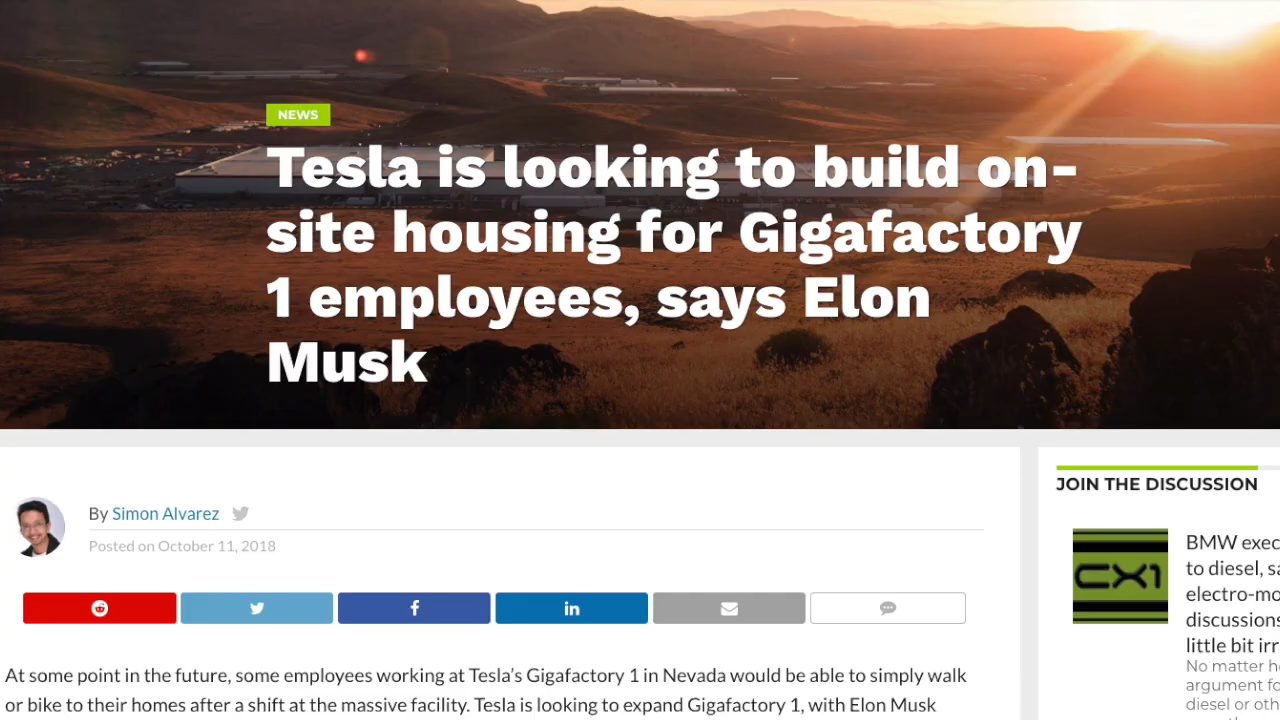 NEWS
Tesla is looking to build on-
site housing for Gigafactory
1 employees, says Elon
Musk
By Simon Alvarez
Posted on October 11, 2018
At some point in the future, some employees working at Tesla's Gigafactory 1 in Nevada would be able to simply walk
or bike to their homes after a shift at the massive facility. Tesla is looking to expand Gigafactory 1, with Elon Musk
JOIN THE DISCUSSION
CX1
BMW exec
to diesel, sa
electro-mo
discussions
little bit irr
No matter h
argument fo
diesel or oth